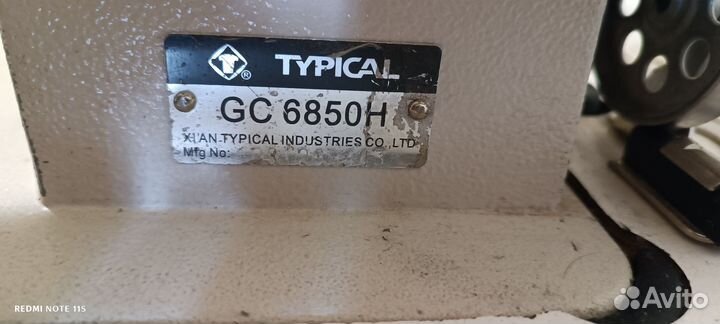 TYPICAL
GC 6850H
XI'AN TYPICAL INDUSTRIES CO.,LTD
Mfg No:
REDMI NOTE 11S
Avito